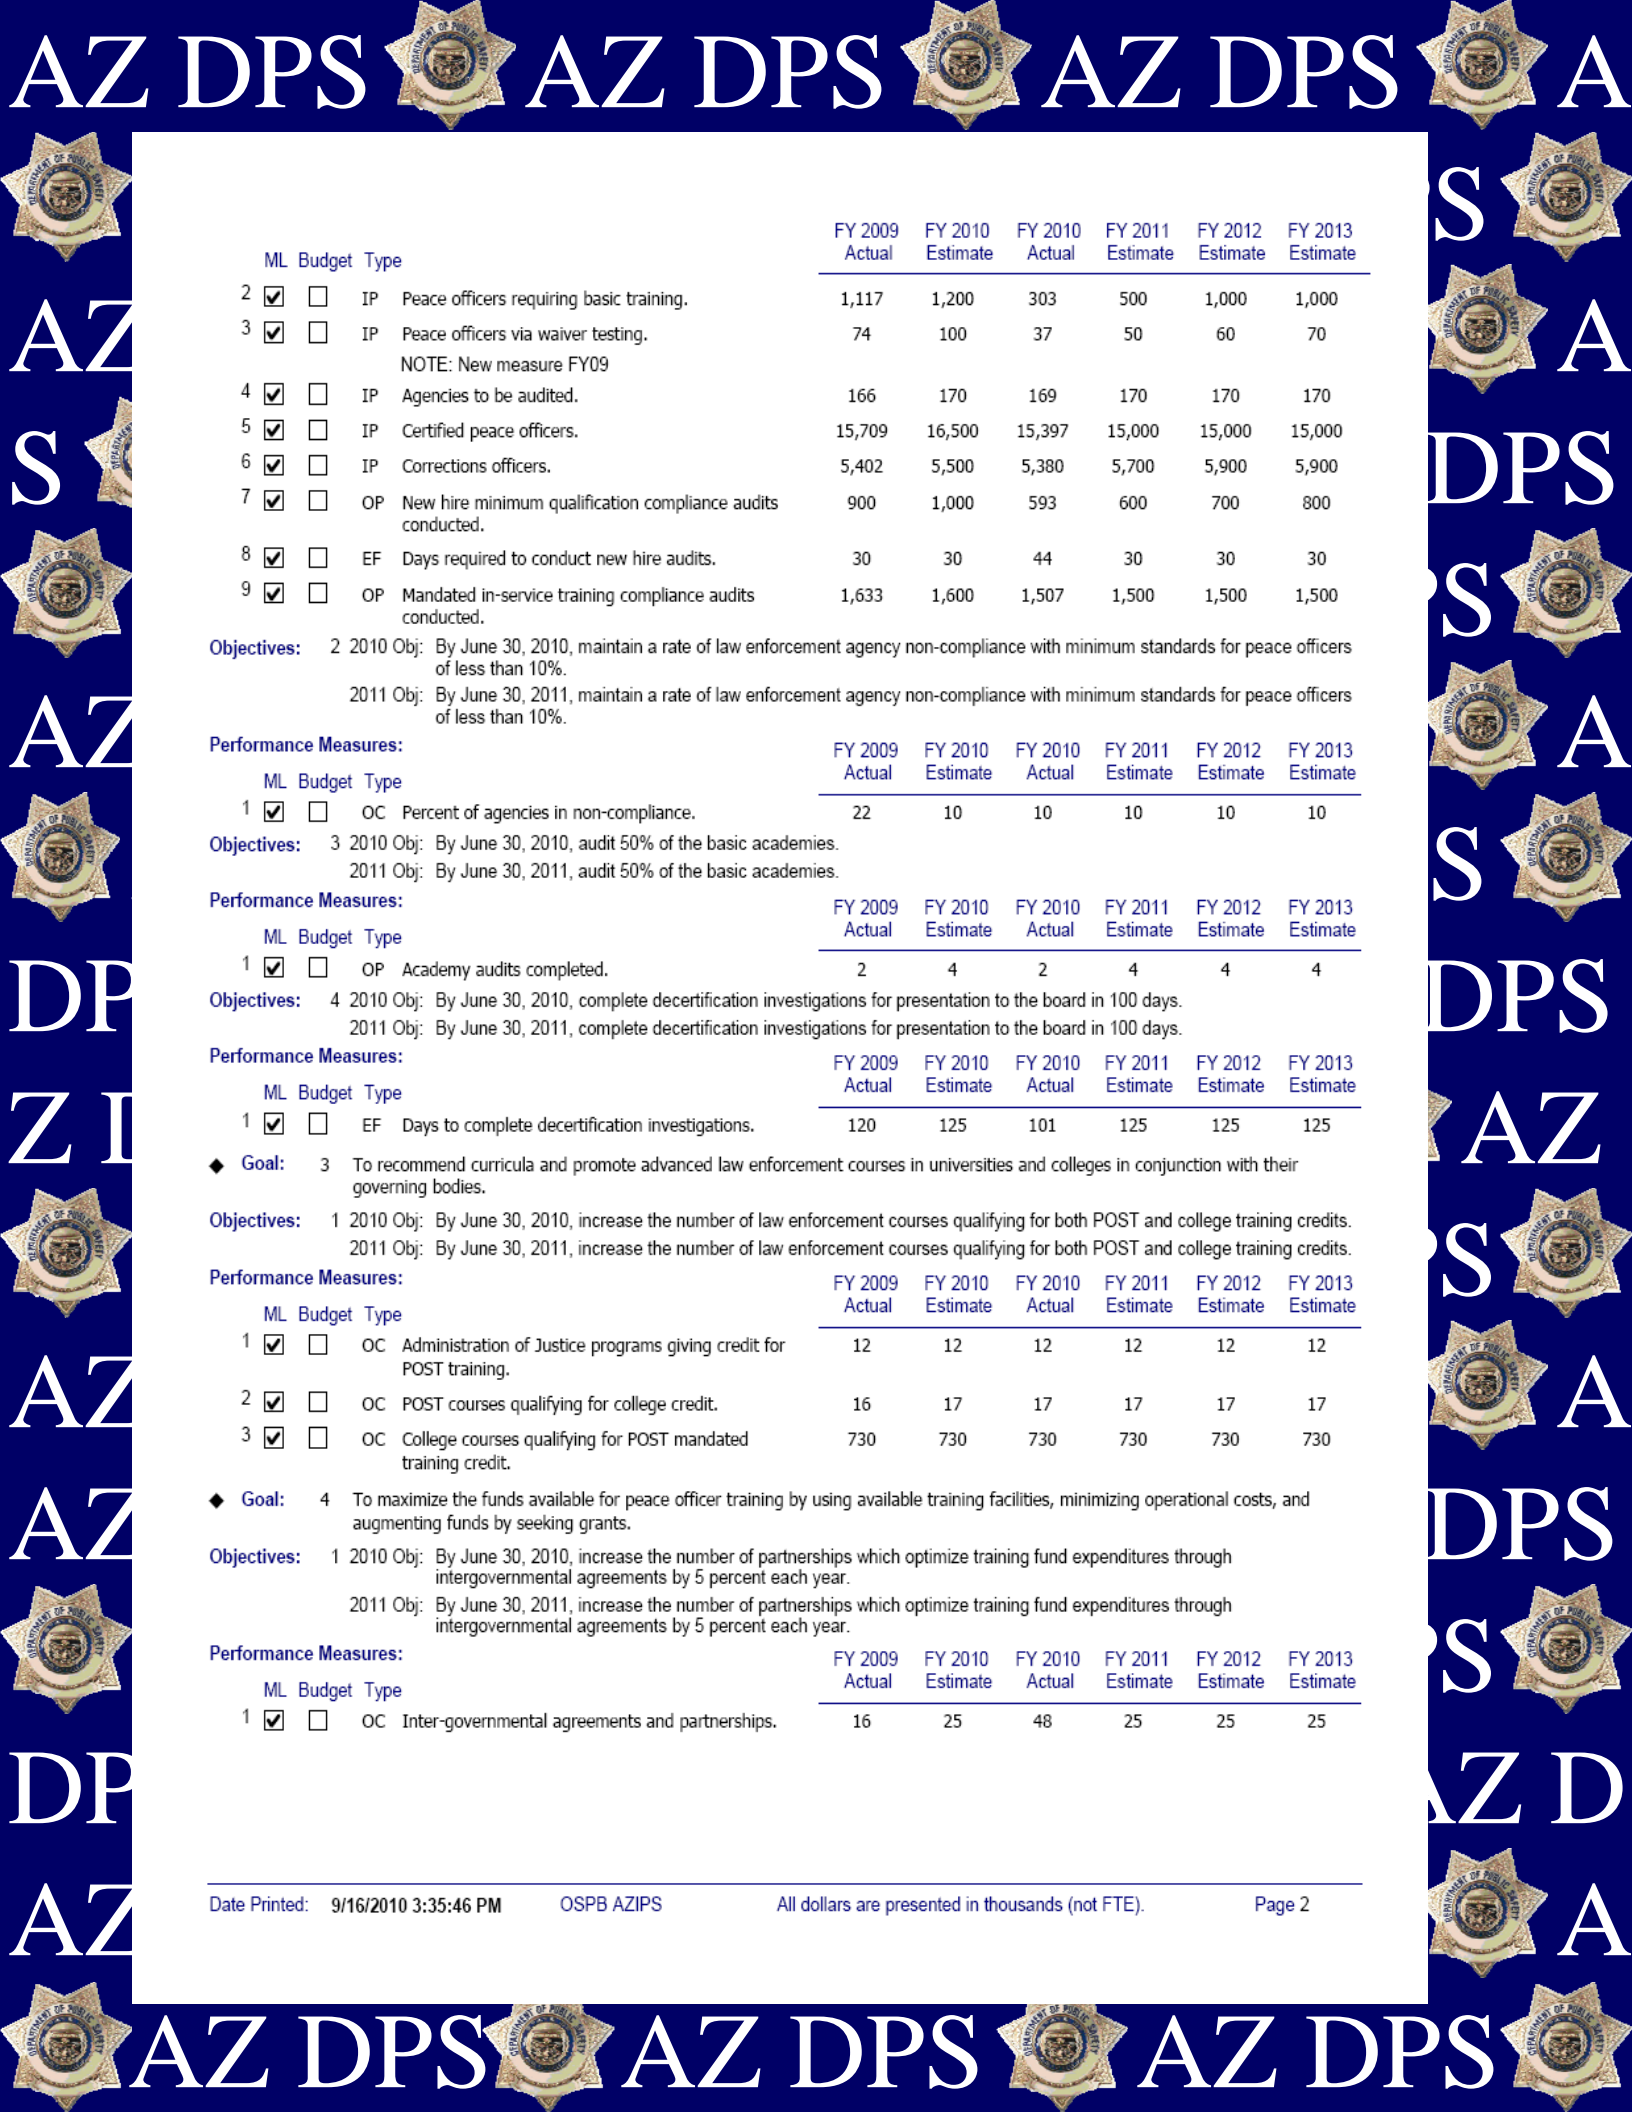 AZ DPS AZ DPS AZ DPS A
S
FY 2009 FY 2010 FY 2010 FY 2011 FY 2012 FY 2013
Actual Estimate Actual Estimate Estimate Estimate
ML Budget Type
2 IP Peace officers requiring basic training. 1,117 1,200 303 500 1,000 1,000
AZ A
3 IP Peace officers via waiver testing. 74 100 37 50 60 70
NOTE: New measure FY09
4 IP Agencies to be audited. 166 170 169 170 170 170
5 IP Certified peace officers. 15,709 16,500 15,397 15,000 15,000 15,000
S DPS
6 IP Corrections officers. 5,402 5,500 5,380 5,700 5,900 5,900
7 OP New hire minimum qualification compliance audits 900 1,000 593 600 700 800
conducted.
8 EF Days required to conduct new hire audits. 30 30 44 30 30 30
9 OP Mandated in-service training compliance audits 1,633 1,600 1,507 1,500 1,500 1,500
conducted.
PS
Objectives: 2 2010 Obj: By June 30, 2010, maintain a rate of law enforcement agency non-compliance with minimum standards for peace officers
of less than 10%.
2011 Obj: By June 30, 2011, maintain a rate of law enforcement agency non-compliance with minimum standards for peace officers
of less than 10%.
AZ A
Performance Measures: FY 2009 FY 2010 FY 2010 FY 2011 FY 2012 FY 2013
Actual Estimate Actual Estimate Estimate Estimate
ML Budget Type
1 OC Percent of agencies in non-compliance. 22 10 10 10 10 10
Objectives: 3 2010 Obj: By June 30, 2010, audit 50% of the basic academies.
2011 Obj: By June 30, 2011, audit 50% of the basic academies.
S
Performance Measures: FY 2009 FY 2010 FY 2010 FY 2011 FY 2012 FY 2013
Actual Estimate Actual Estimate Estimate Estimate
ML Budget Type
1 OP Academy audits completed. 2 4 2 4 4 4
DP DPS
Objectives: 4 2010 Obj: By June 30, 2010, complete decertification investigations for presentation to the board in 100 days.
2011 Obj: By June 30, 2011, complete decertification investigations for presentation to the board in 100 days.
Performance Measures: FY 2009 FY 2010 FY 2010 FY 2011 FY 2012 FY 2013
Actual Estimate Actual Estimate Estimate Estimate
ML Budget Type
1 EF Days to complete decertification investigations. 120 125 101 125 125 125
Z D AZ
◆ Goal: 3 To recommend curricula and promote advanced law enforcement courses in universities and colleges in conjunction with their
governing bodies.
Objectives: 1 2010 Obj: By June 30, 2010, increase the number of law enforcement courses qualifying for both POST and college training credits.
2011 Obj: By June 30, 2011, increase the number of law enforcement courses qualifying for both POST and college training credits.
PS
Performance Measures: FY 2009 FY 2010 FY 2010 FY 2011 FY 2012 FY 2013
Actual Estimate Actual Estimate Estimate Estimate
ML Budget Type
1 OC Administration of Justice programs giving credit for 12 12 12 12 12 12
POST training.
2 OC POST courses qualifying for college credit. 16 17 17 17 17 17
AZ A
3 OC College courses qualifying for POST mandated 730 730 730 730 730 730
training credit.
◆ Goal: 4 To maximize the funds available for peace officer training by using available training facilities, minimizing operational costs, and
augmenting funds by seeking grants.
AZ DPS
Objectives: 1 2010 Obj: By June 30, 2010, increase the number of partnerships which optimize training fund expenditures through
intergovernmental agreements by 5 percent each year.
2011 Obj: By June 30, 2011, increase the number of partnerships which optimize training fund expenditures through
intergovernmental agreements by 5 percent each year.
PS
Performance Measures: FY 2009 FY 2010 FY 2010 FY 2011 FY 2012 FY 2013
Actual Estimate Actual Estimate Estimate Estimate
ML Budget Type
1 OC Inter-governmental agreements and partnerships. 16 25 48 25 25 25
DP AZ D
Date Printed: 9/16/2010 3:35:46 PM OSPB AZIPS All dollars are presented in thousands (not FTE). Page 2
AZ A
AZ DPS AZ DPS AZ DPS